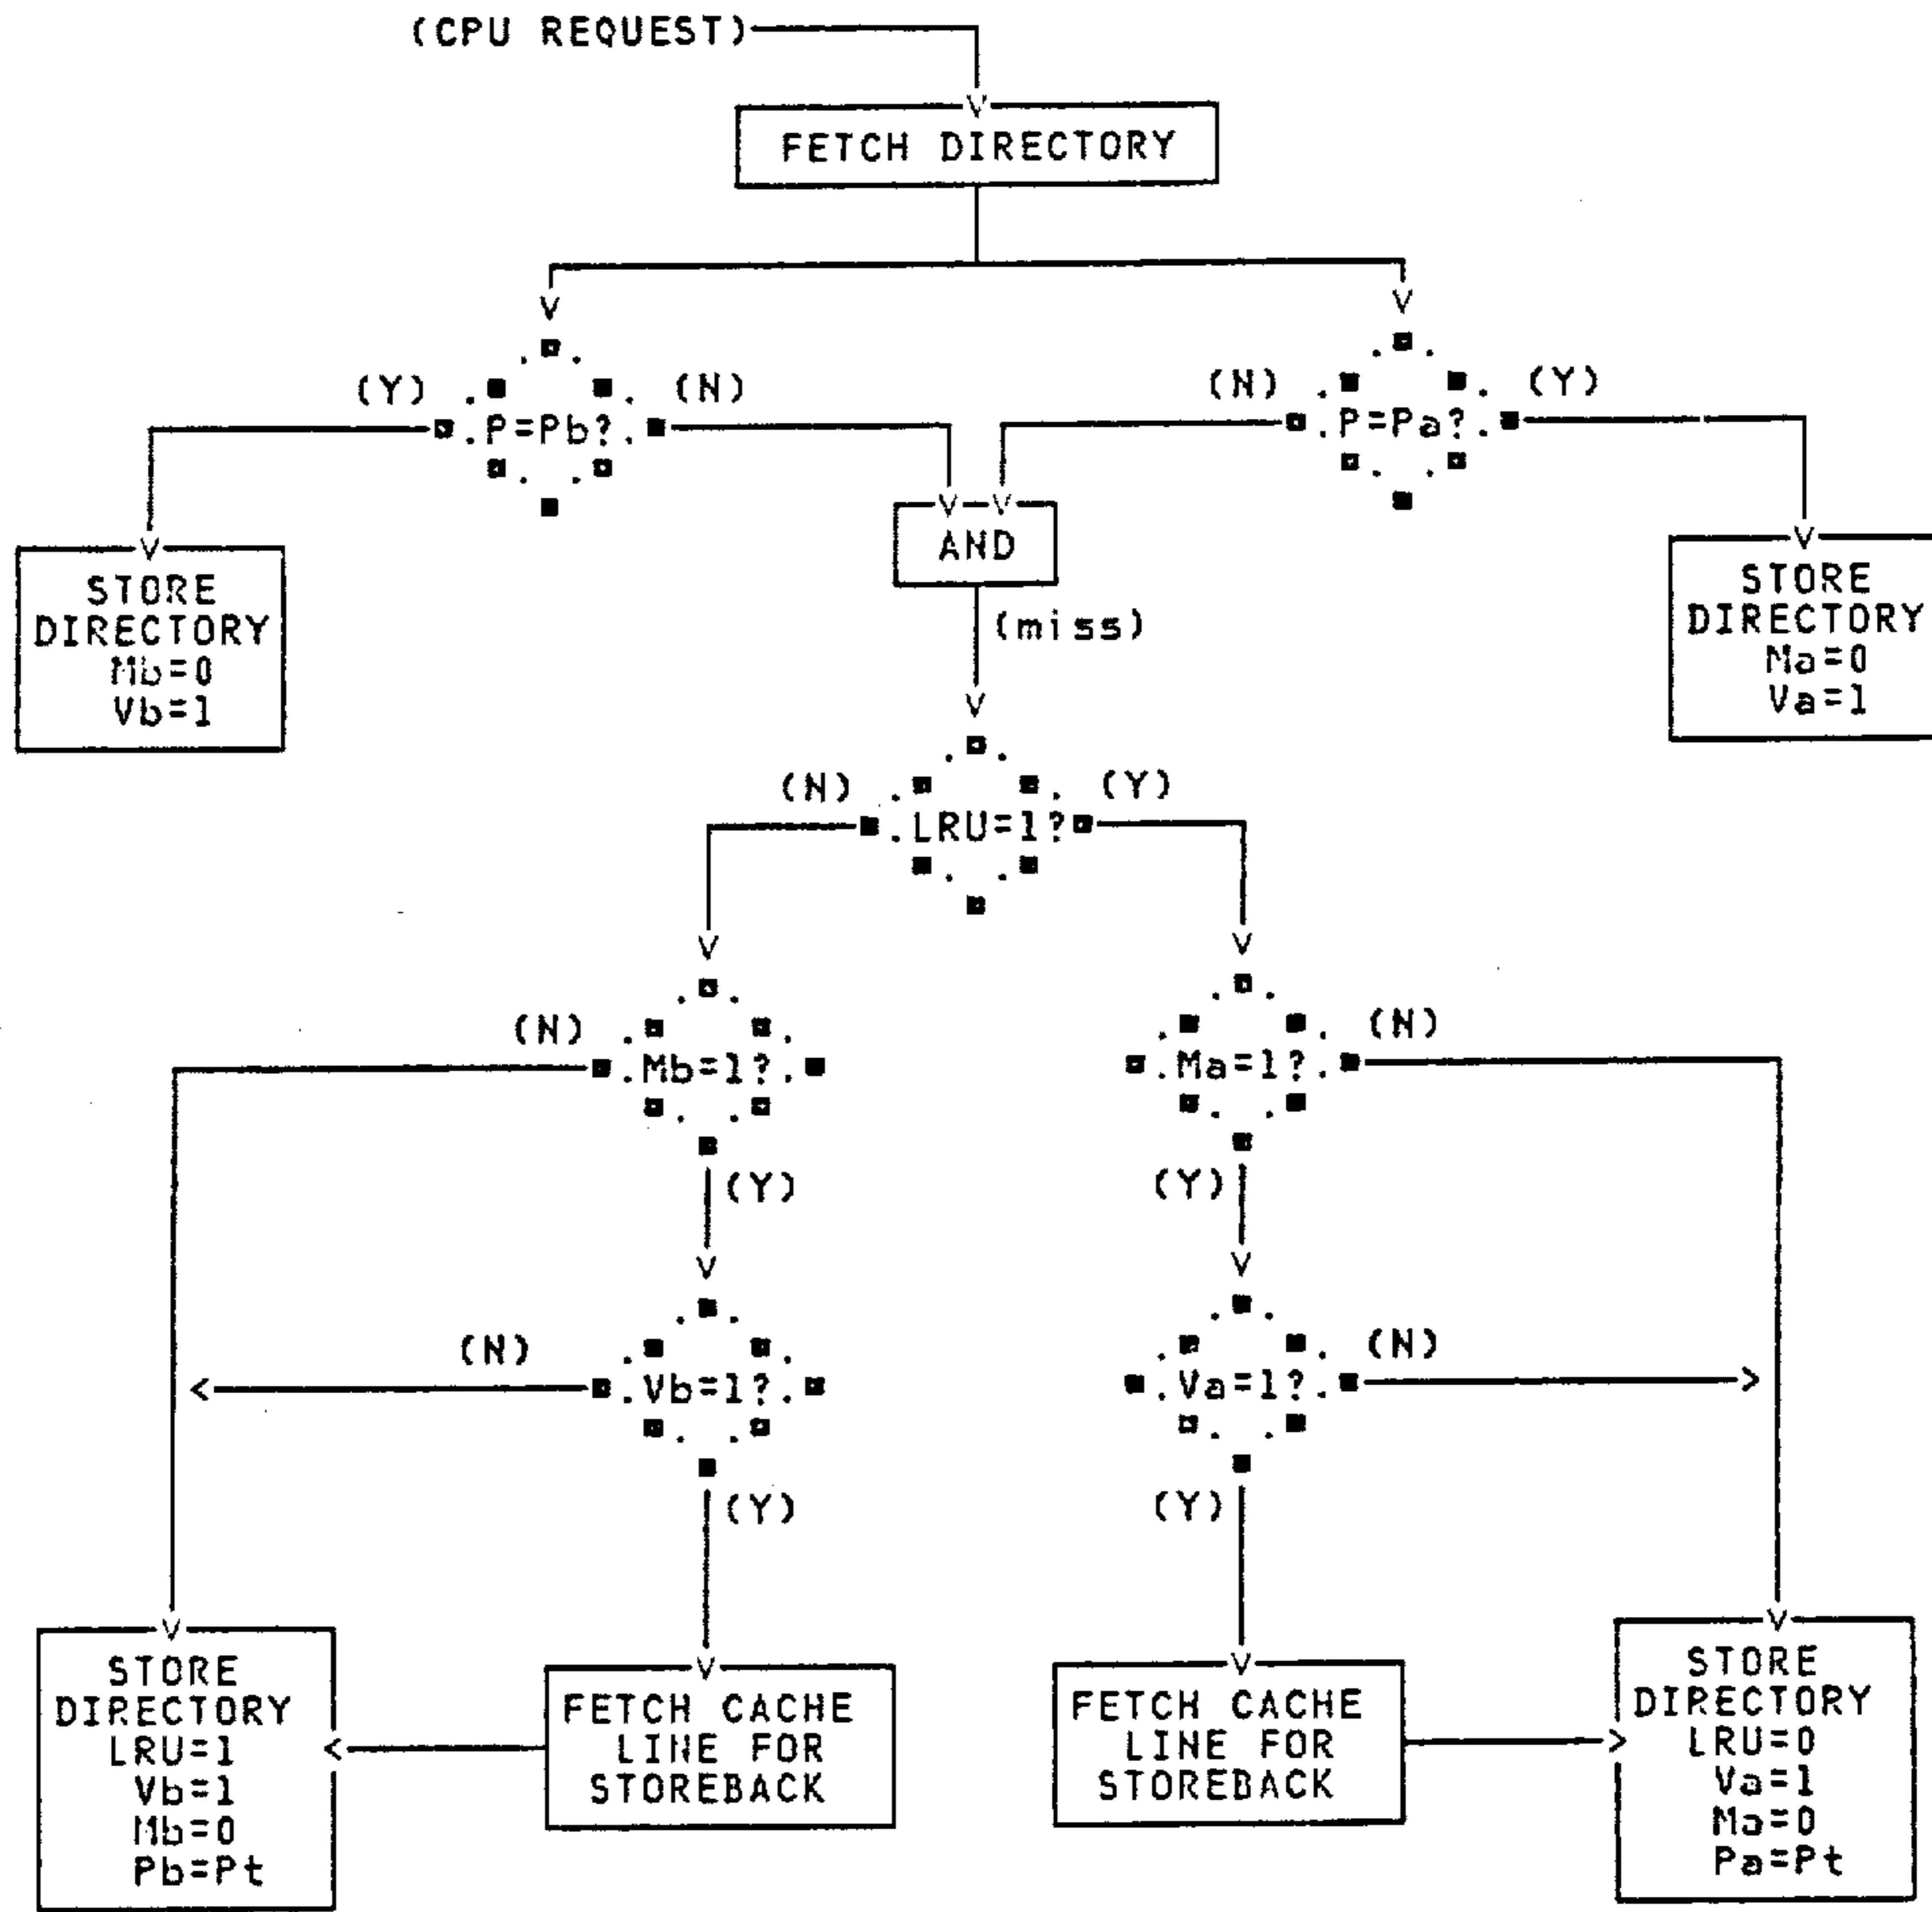 (CPU REQUEST)
FETCH DIRECTORY
(Y)
P=Pb?
(N)
(N)
P=Pa?
(Y)
AND
STORE
DIRECTORY
Mb=0
Vb=1
STORE
DIRECTORY
Ma=0
Va=1
(miss)
(N)
LRU=1?
(Y)
(N)
Mb=1?
(Y)
Ma=1?
(N)
(Y)
(N)
Vb=1?
(Y)
Va=1?
(N)
(Y)
STORE
DIRECTORY
LRU=1
Vb=1
Mb=0
Pb=Pt
FETCH CACHE
LINE FOR
STOREBACK
FETCH CACHE
LINE FOR
STOREBACK
STORE
DIRECTORY
LRU=0
Va=1
Ma=0
Pa=Pt